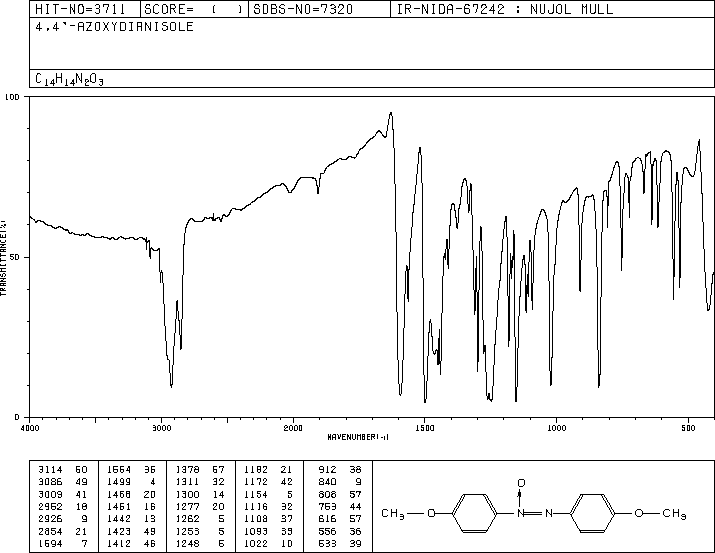 HIT-NO=3711 SCORE= ( ) SDBS-NO=7320 IR-NIDA-67242 : NUJOL MULL
4,4'-AZOXYDIANISOLE
C14H14N2O3
100
50
0
TRANSMITTANCE(%)
4000 3000 2000 1500 1000 500
WAVENUMBER(-1)
3114 60 1564 36 1378 57 1182 21 912 38
3086 49 1499 4 1311 32 1172 42 840 9
3009 41 1468 20 1300 14 1154 5 808 57
2962 18 1461 16 1277 20 1116 32 753 44
2926 9 1442 13 1262 5 1108 37 616 57
2854 21 1423 49 1253 5 1093 33 556 36
1594 7 1412 46 1248 5 1022 10 533 39
O
CH3 O N N O CH3